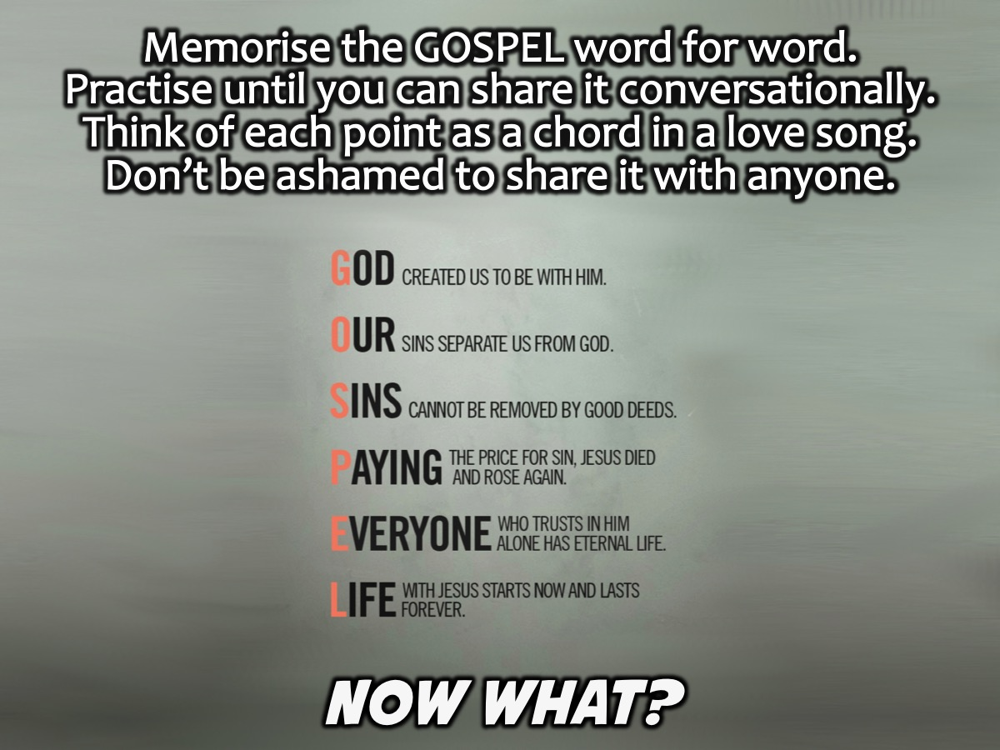 Memorise the GOSPEL word for word.
Practise until you can share it conversationally.
Think of each point as a chord in a love song.
Don't be ashamed to share it with anyone.
GOD CREATED US TO BE WITH HIM.
OUR SINS SEPARATE US FROM GOD.
SINS CANNOT BE REMOVED BY GOOD DEEDS.
PAYING THE PRICE FOR SIN, JESUS DIED
AND ROSE AGAIN.
EVERYONE WHO TRUSTS IN HIM
ALONE HAS ETERNAL LIFE.
LIFE WITH JESUS STARTS NOW AND LASTS
FOREVER.
NOW WHAT?